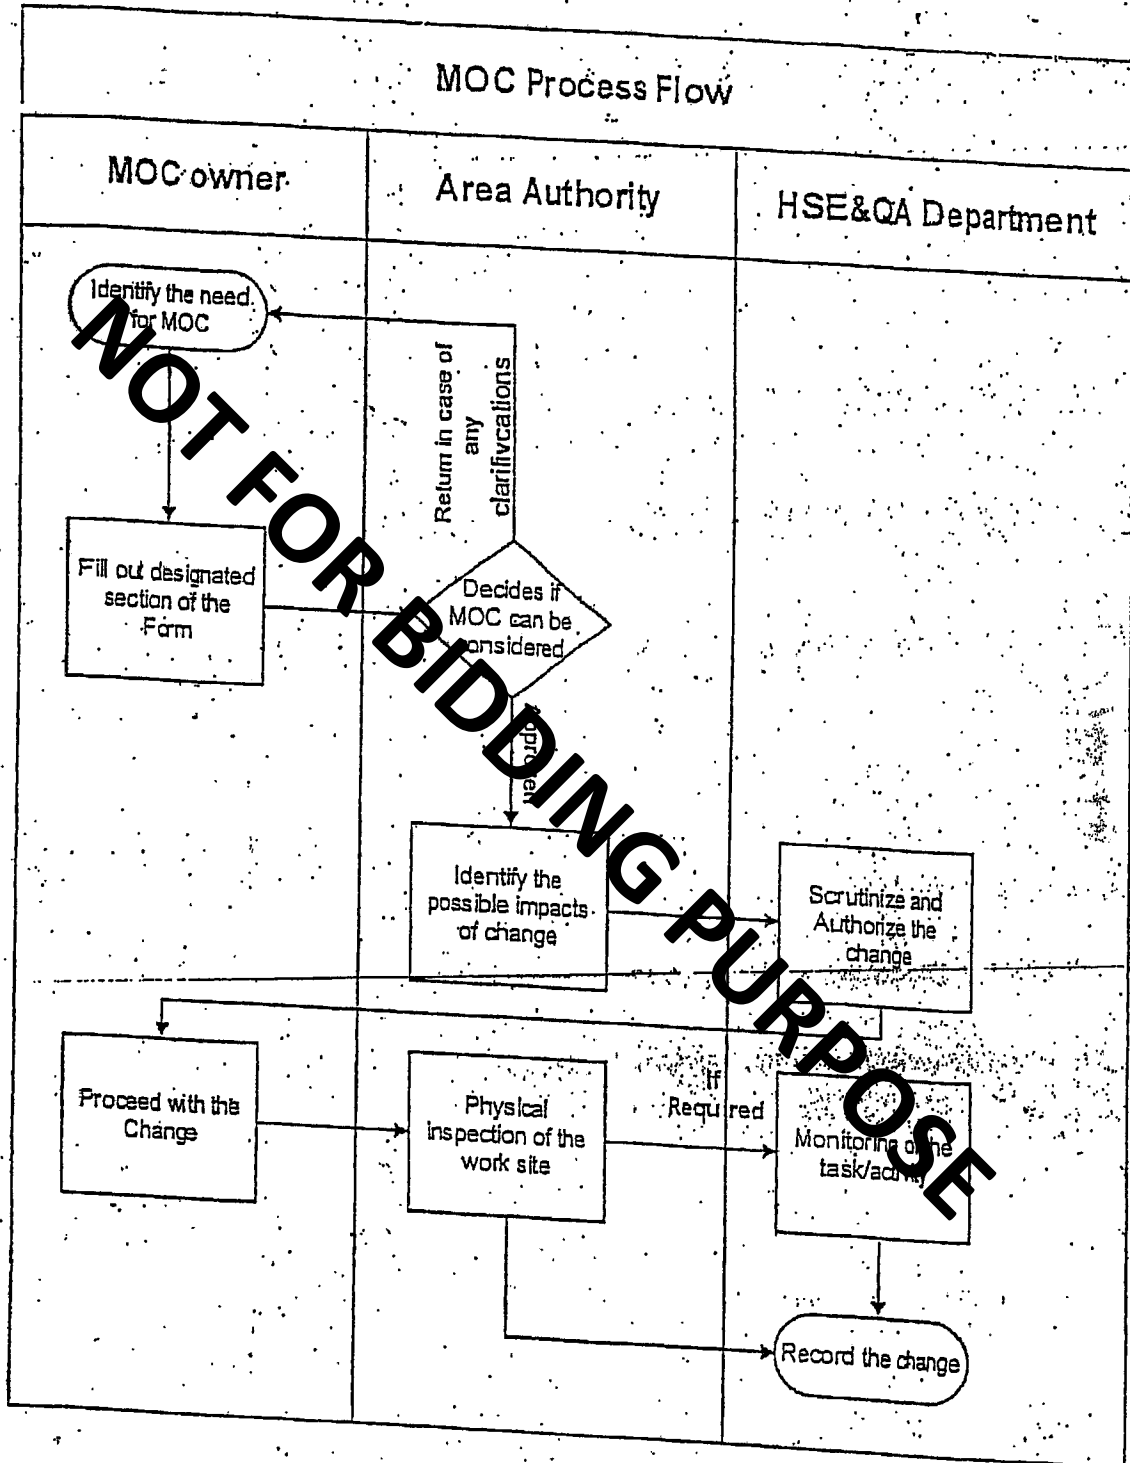 MOC Process Flow
MOC owner
Area Authority
HSE&QA Department
Identify the need
for MOC
Return in case of
any
clarifivcations
Fill out designated
section of the
Form
Decides if
MOC can be
considered
Identify the
possible impacts
of change
Scrutinize and
Authorize the
change
Proceed with the
Change
Physical
inspection of the
work site
If
Required
Monitoring of the
task/activity
Record the change
NOT FOR BIDDING PURPOSE